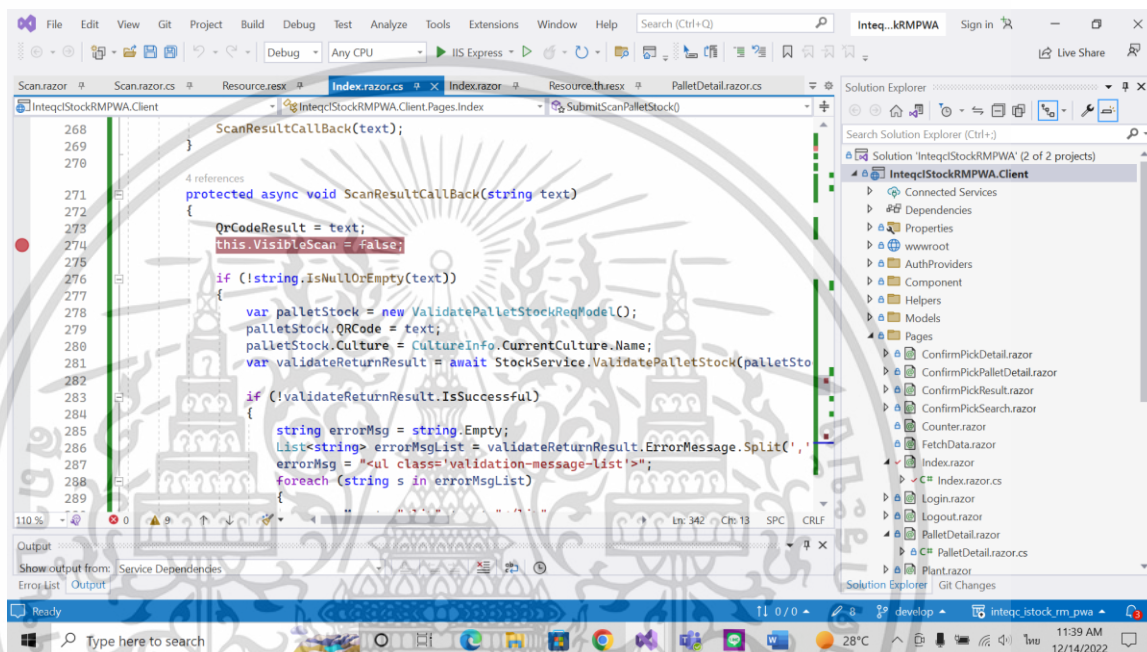 File Edit View Git Project Build Debug Test Analyze Tools Extensions Window Help Search (Ctrl+Q) Inteq...kRMPWA Sign in
Debug Any CPU IIS Express Live Share
Scan.razor Scan.razor.cs Resource.resx Index.razor.cs Index.razor Resource.th.resx PalletDetail.razor.cs
InteqcIStockRMPWA.Client InteqcIStockRMPWA.Client.Pages.Index SubmitScanPalletStock()
268 ScanResultCallBack(text);
269 }
270
4 references
271 protected async void ScanResultCallBack(string text)
272 {
273 QrCodeResult = text;
274 this.VisibleScan = false;
275
276 if (!string.IsNullOrEmpty(text))
277 {
278 var palletStock = new ValidatePalletStockReqModel();
279 palletStock.QRCode = text;
280 palletStock.Culture = CultureInfo.CurrentCulture.Name;
281 var validateReturnResult = await StockService.ValidatePalletStock(palletSto
282
283 if (!validateReturnResult.IsSuccessful)
284 {
285 string errorMsg = string.Empty;
286 List<string> errorMsgList = validateReturnResult.ErrorMessage.Split(','
287 errorMsg = "<ul class='validation-message-list'>";
288 foreach (string s in errorMsgList)
289 {
110 % 0 9 Ln: 342 Ch: 13 SPC CRLF
Output
Show output from: Service Dependencies
Error List Output
Solution Explorer
Search Solution Explorer (Ctrl+;)
Solution 'InteqcIStockRMPWA' (2 of 2 projects)
InteqcIStockRMPWA.Client
Connected Services
Dependencies
Properties
wwwroot
AuthProviders
Component
Helpers
Models
Pages
ConfirmPickDetail.razor
ConfirmPickPalletDetail.razor
ConfirmPickResult.razor
ConfirmPickSearch.razor
Counter.razor
FetchData.razor
Index.razor
C# Index.razor.cs
Login.razor
Logout.razor
PalletDetail.razor
C# PalletDetail.razor.cs
Plant.razor
Solution Explorer Git Changes
Ready 0 / 0 8 develop inteqc_istock_rm_pwa 3
Type here to search 28°C ไทย 11:39 AM
12/14/2022